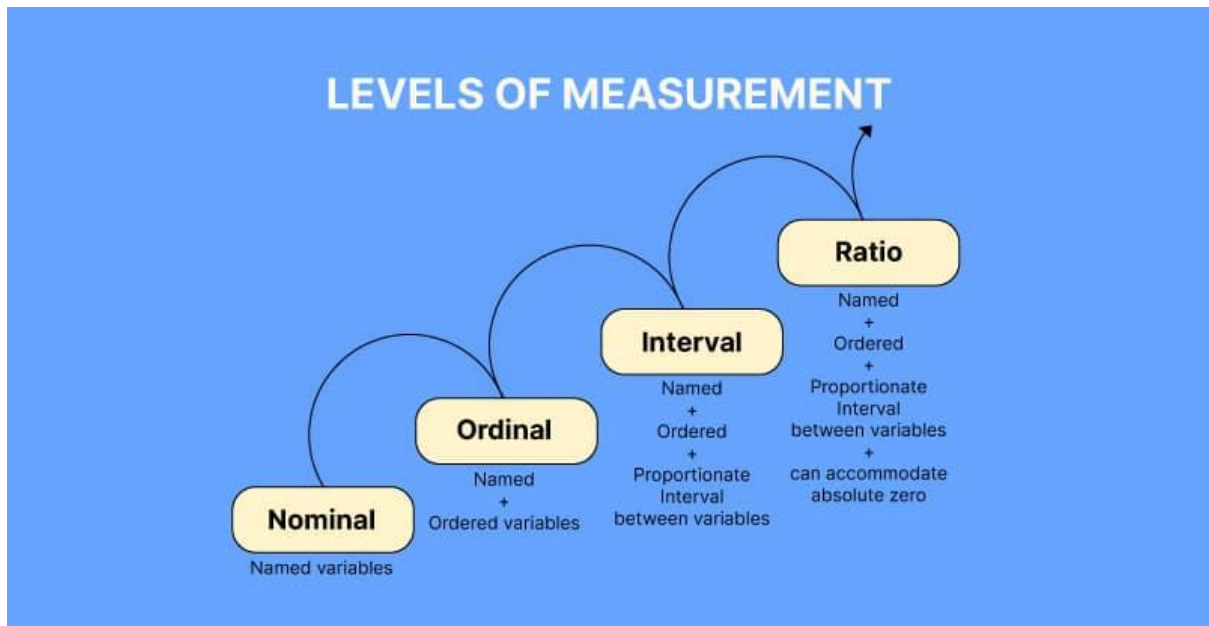 LEVELS OF MEASUREMENT
Nominal
Named variables
Ordinal
Named
+
Ordered variables
Interval
Named
+
Ordered
+
Proportionate
Interval
between variables
Ratio
Named
+
Ordered
+
Proportionate
Interval
between variables
+
can accommodate
absolute zero